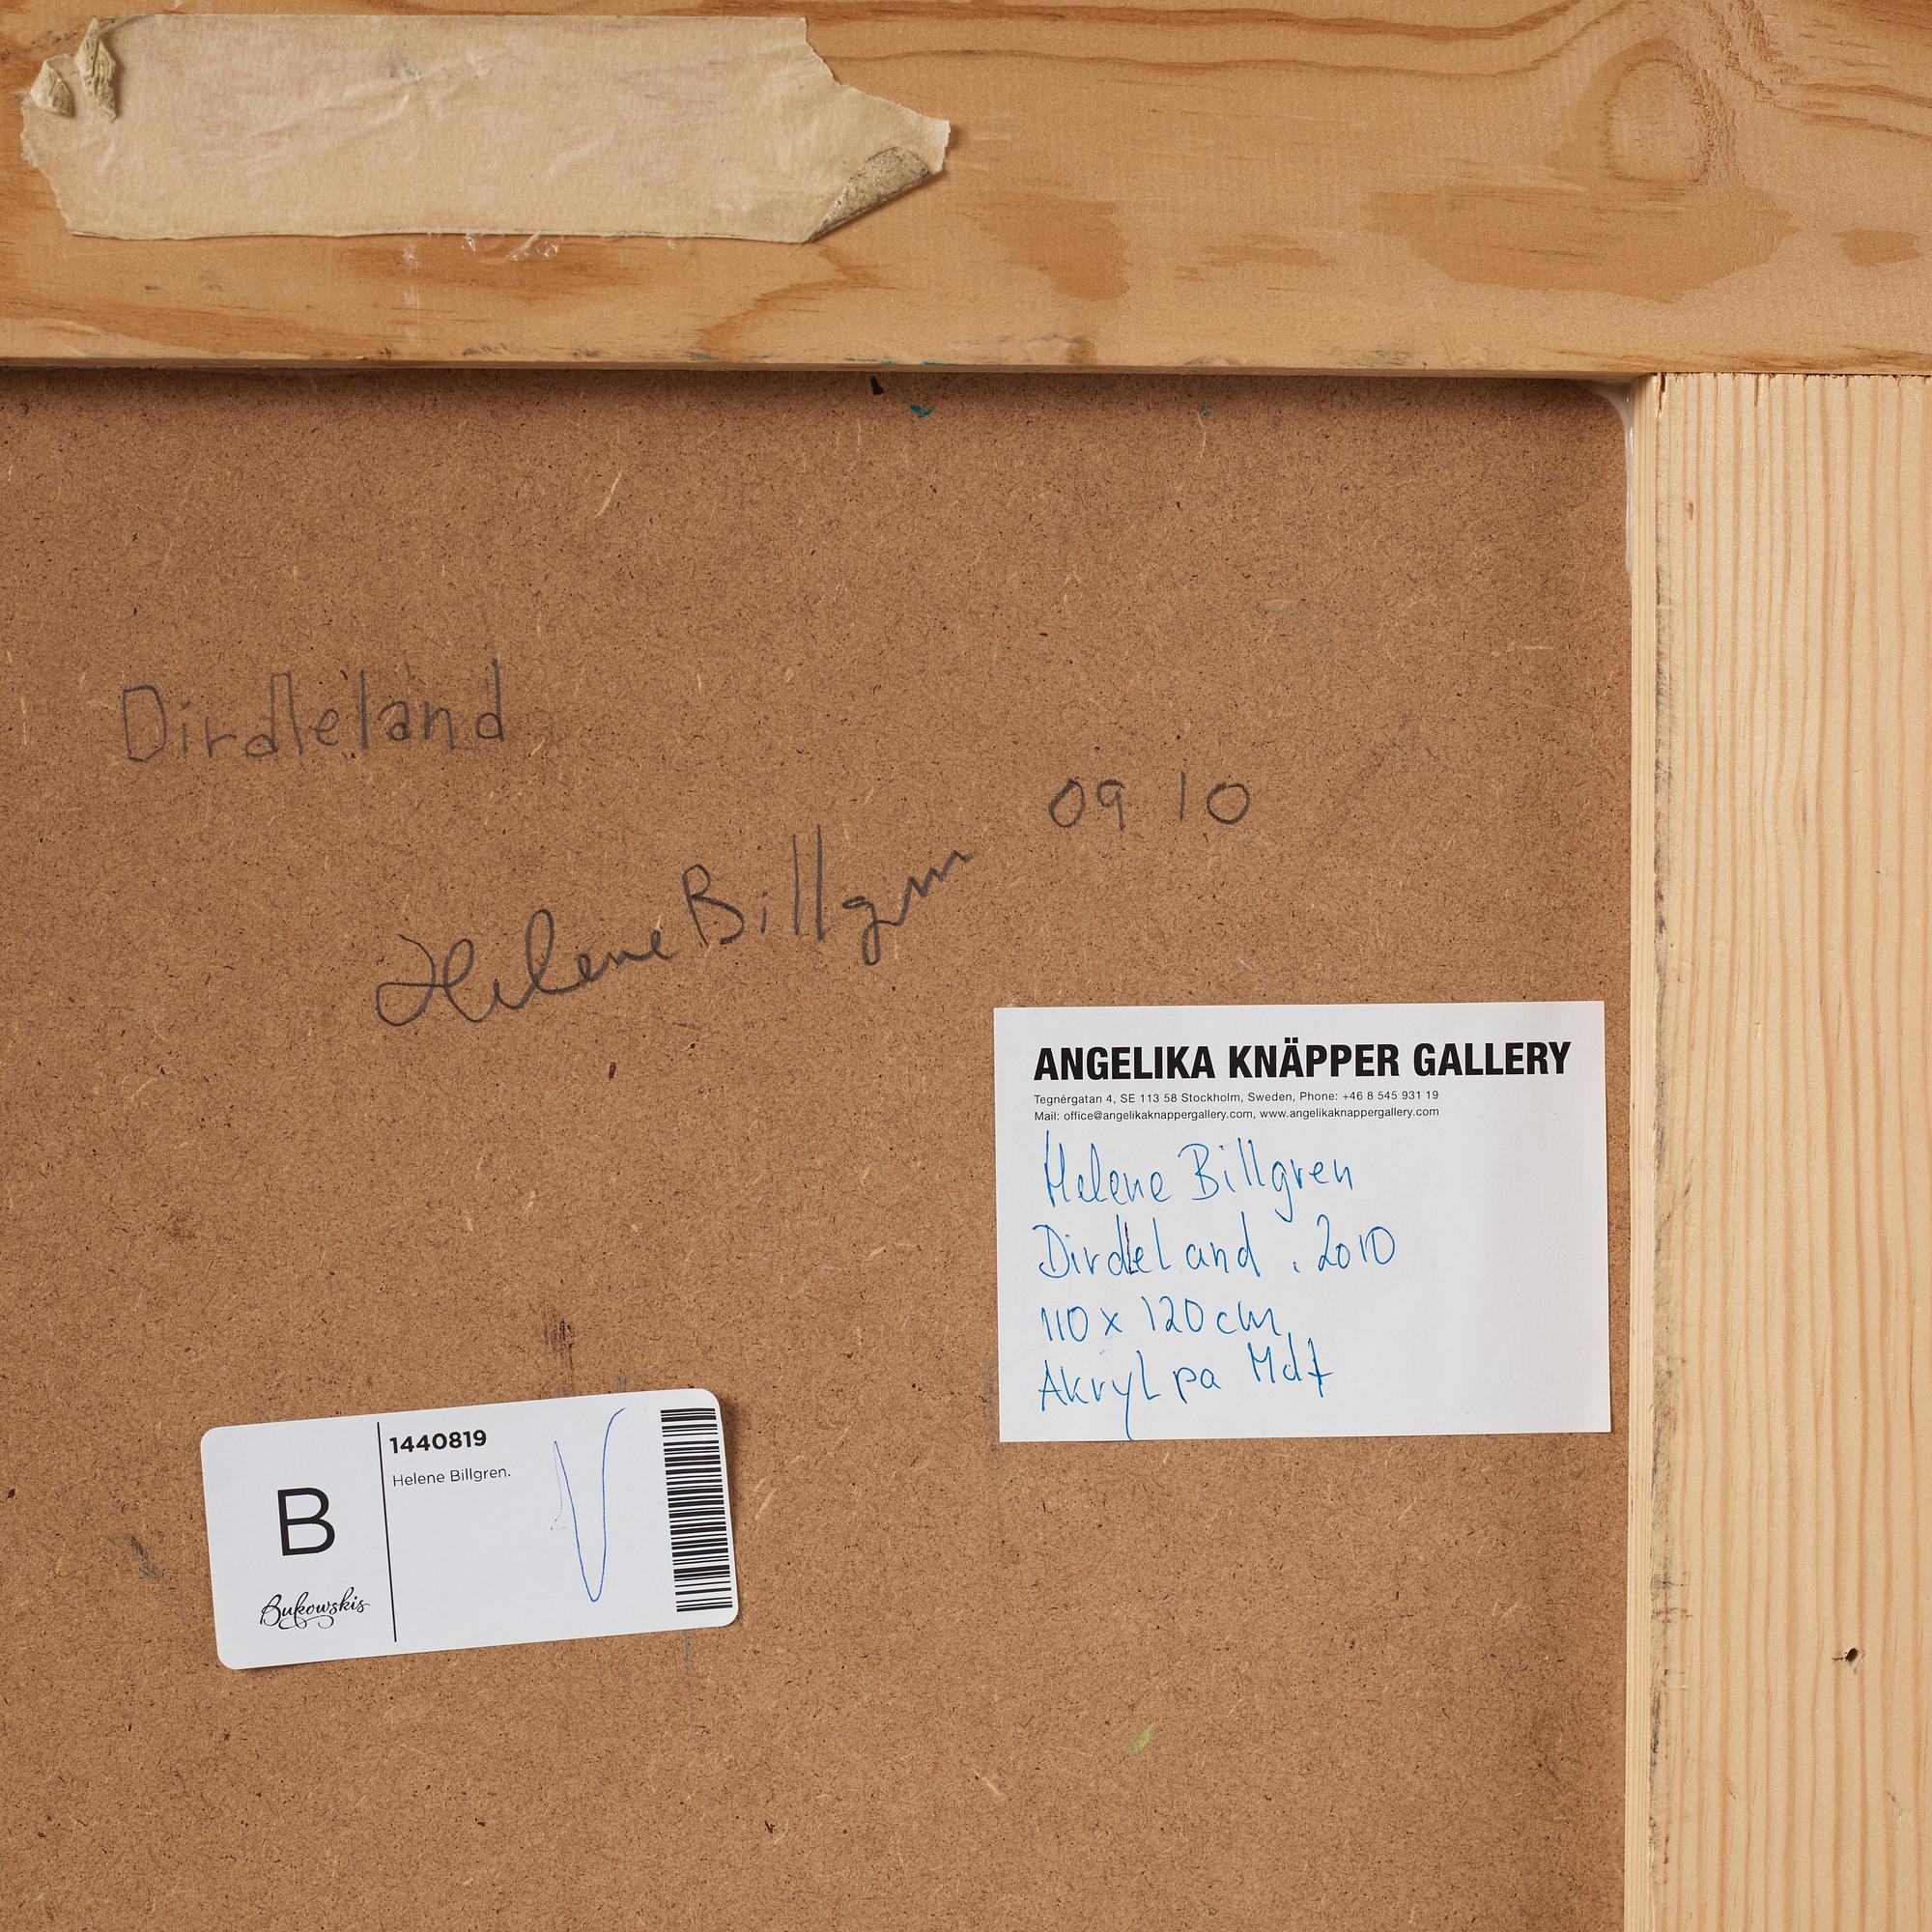 Dirdleland
09 10
Helene Billgren
ANGELIKA KNÄPPER GALLERY
Tegnérgatan 4, SE 113 58 Stockholm, Sweden, Phone: +46 8 545 931 19
Mail: office@angelikaknappergallery.com, www.angelikaknappergallery.com
Helene Billgren
DirdleLand . 2010
110 x 120 cm
Akryl pa Mdf
1440819
Helene Billgren.
B
Bukowskis